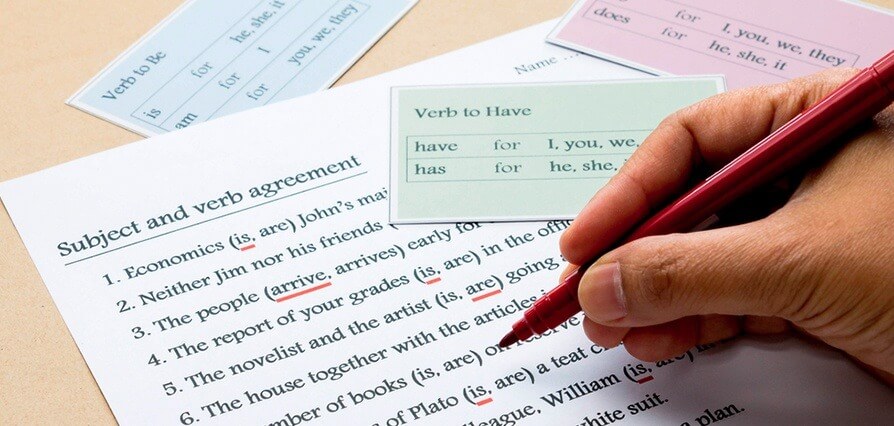 Verb to Be
is for he, she, it
am for I
for you, we, they
does for I, you, we, they
for he, she, it
Name ...
Verb to Have
have for I, you, we,
has for he, she,
Subject and verb agreement
1. Economics (is, are) John's
2. Neither Jim nor his friends (
3. The people (arrive, arrives) early
4. The report of your grades (is, are) in the
5. The novelist and the artist (is, are) going
6. The house together with the articles
of books (is, are) on reserve
of Plato (is, are) a
William (is, are)
white suit.
a plan.